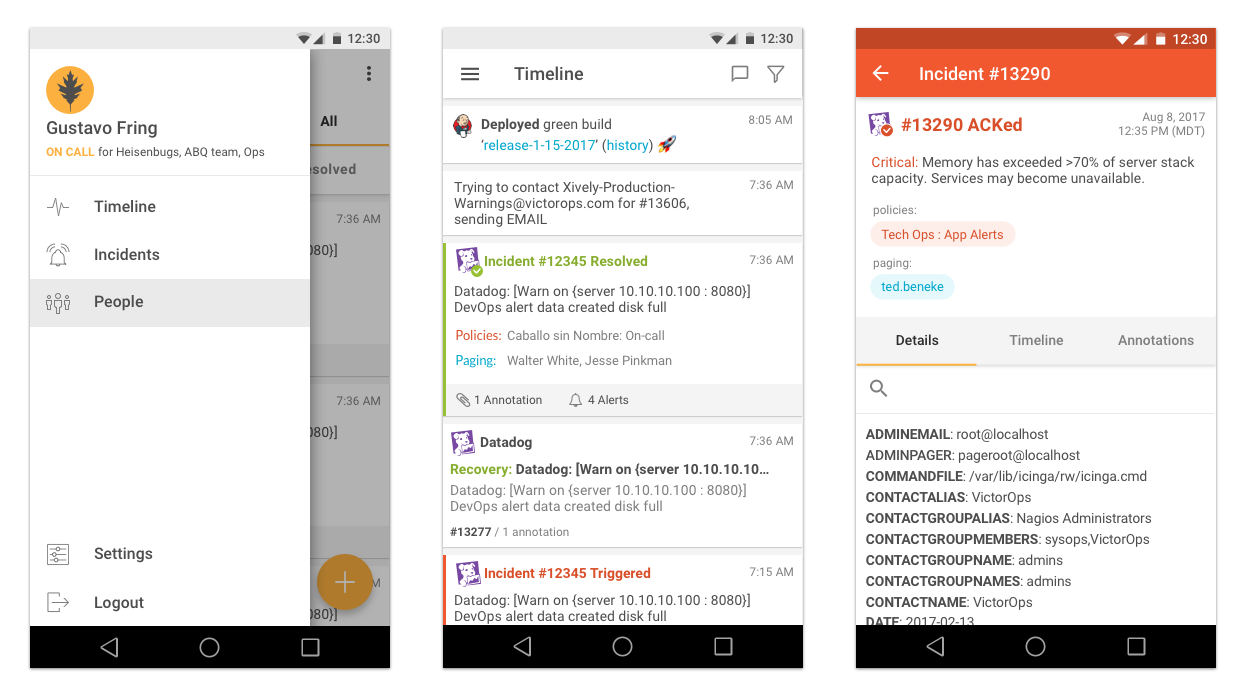 12:30
Gustavo Fring
ON CALL for Heisenbugs, ABQ team, Ops
Timeline
Incidents
People
Settings
Logout
All
esolved
7:36 AM
080}]
7:36 AM
080}]
M
080}]
12:30
Timeline
Deployed green build
8:05 AM
‘release-1-15-2017’ (history)
Trying to contact Xively-Production-
7:36 AM
Warnings@victorops.com for #13606,
sending EMAIL
Incident #12345 Resolved
7:36 AM
Datadog: [Warn on {server 10.10.10.100 : 8080}]
DevOps alert data created disk full
Policies: Caballo sin Nombre: On-call
Paging: Walter White, Jesse Pinkman
1 Annotation
4 Alerts
Datadog
7:36 AM
Recovery: Datadog: [Warn on {server 10.10.10.10...
Datadog: [Warn on {server 10.10.10.100 : 8080}]
DevOps alert data created disk full
#13277 / 1 annotation
Incident #12345 Triggered
7:15 AM
Datadog: [Warn on {server 10.10.10.100 : 8080}]
DevOps alert data created disk full
12:30
Incident #13290
#13290 ACKed
Aug 8, 2017
12:35 PM (MDT)
Critical: Memory has exceeded >70% of server stack
capacity. Services may become unavailable.
policies:
Tech Ops : App Alerts
paging:
ted.beneke
Details
Timeline
Annotations
ADMINEMAIL: root@localhost
ADMINPAGER: pageroot@localhost
COMMANDFILE: /var/lib/icinga/rw/icinga.cmd
CONTACTALIAS: VictorOps
CONTACTGROUPALIAS: Nagios Administrators
CONTACTGROUPMEMBERS: sysops,VictorOps
CONTACTGROUPNAME: admins
CONTACTGROUPNAMES: admins
CONTACTNAME: VictorOps
DATE: 2017-02-13